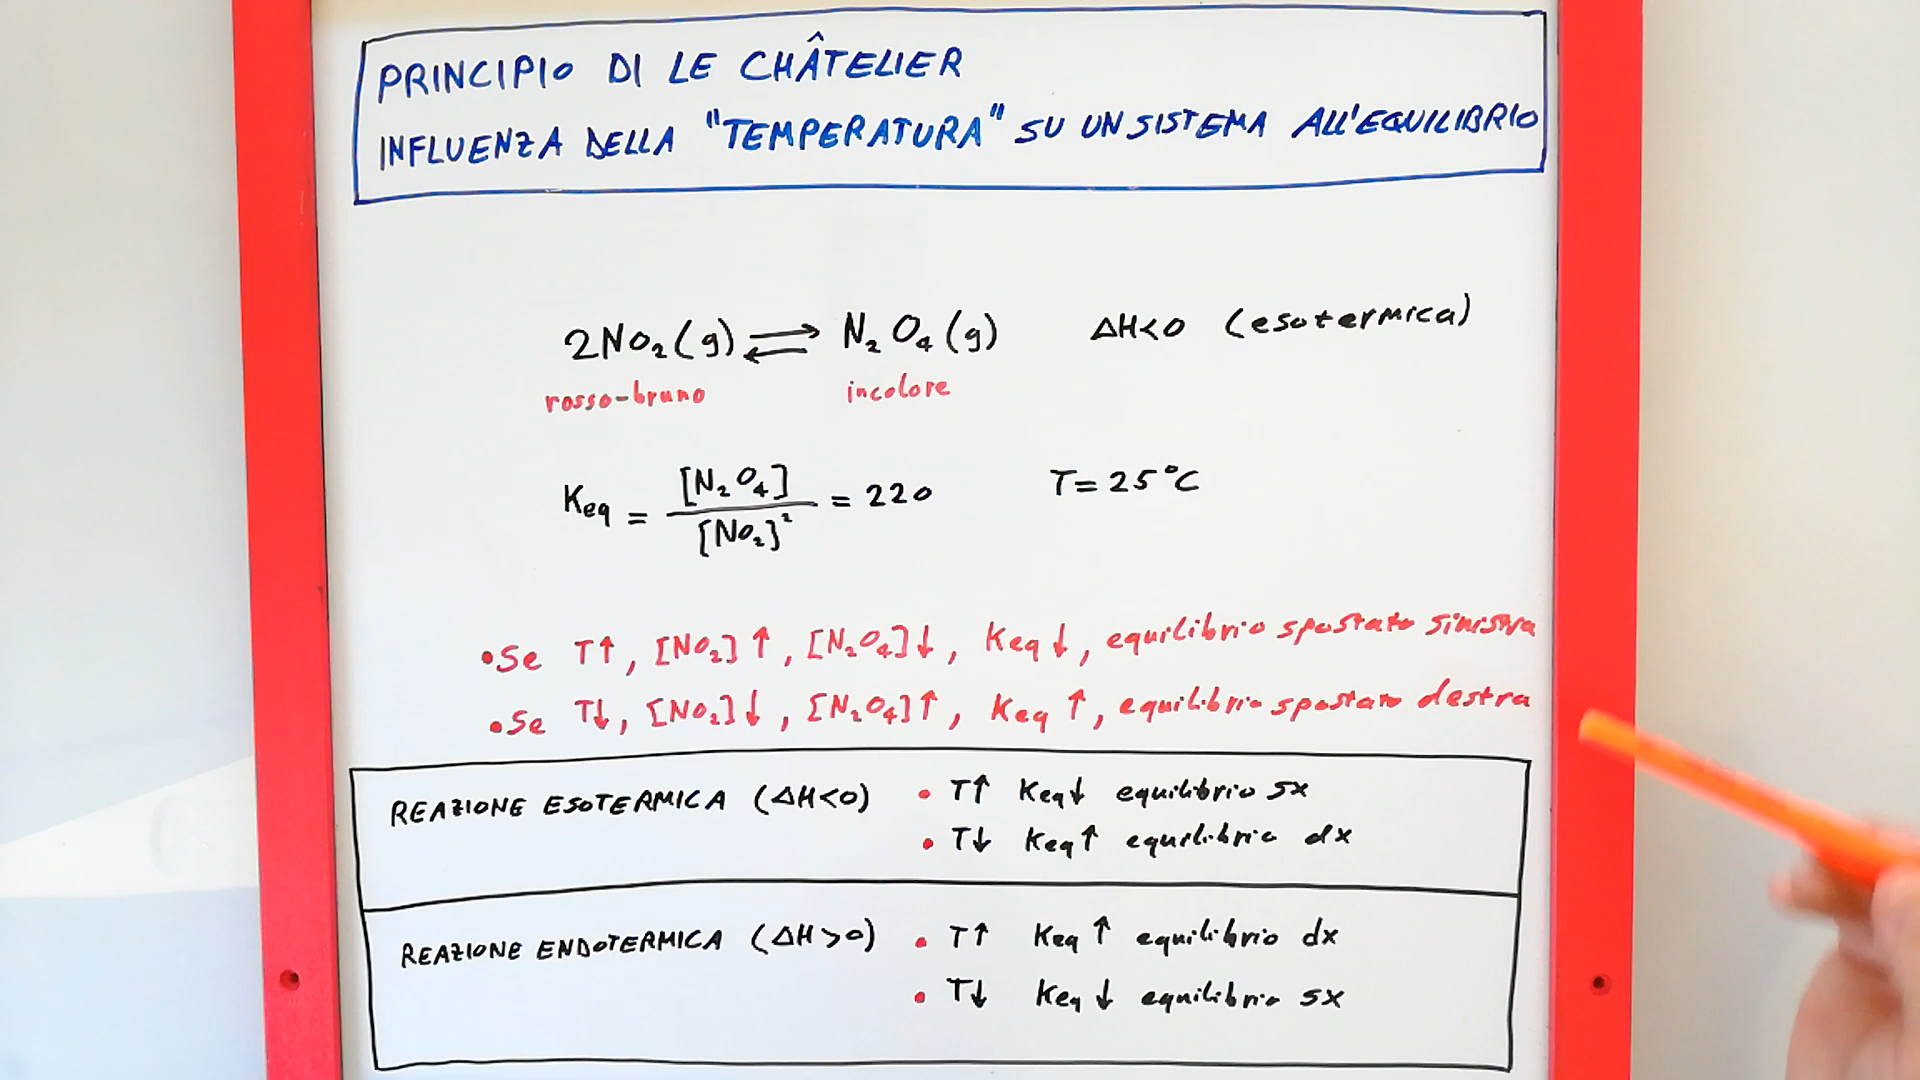 PRINCIPIO DI LE CHÂTELIER
INFLUENZA DELLA "TEMPERATURA" SU UN SISTEMA ALL'EQUILIBRIO
2NO₂(g) ⇌ N₂O₄(g) ΔH<0 (esotermica)
rosso-bruno incolore
Keq = [N₂O₄] / [NO₂]² = 220 T=25°C
•Se T↑, [NO₂]↑, [N₂O₄]↓, Keq↓, equilibrio spostato sinistra
•Se T↓, [NO₂]↓, [N₂O₄]↑, Keq↑, equilibrio spostato destra
REAZIONE ESOTERMICA (ΔH<0) • T↑ Keq↓ equilibrio sx
• T↓ Keq↑ equilibrio dx
REAZIONE ENDOTERMICA (ΔH>0) • T↑ Keq↑ equilibrio dx
• T↓ Keq↓ equilibrio sx